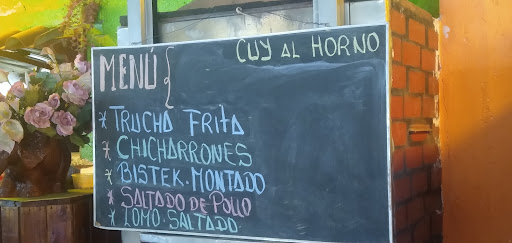 CUY AL HORNO
MENÚ {
* TRUCHA FRITA
* CHICHARRONES
* BISTEK. MONTADO
* SALTADO DE POLLO
* LOMO SALTADO